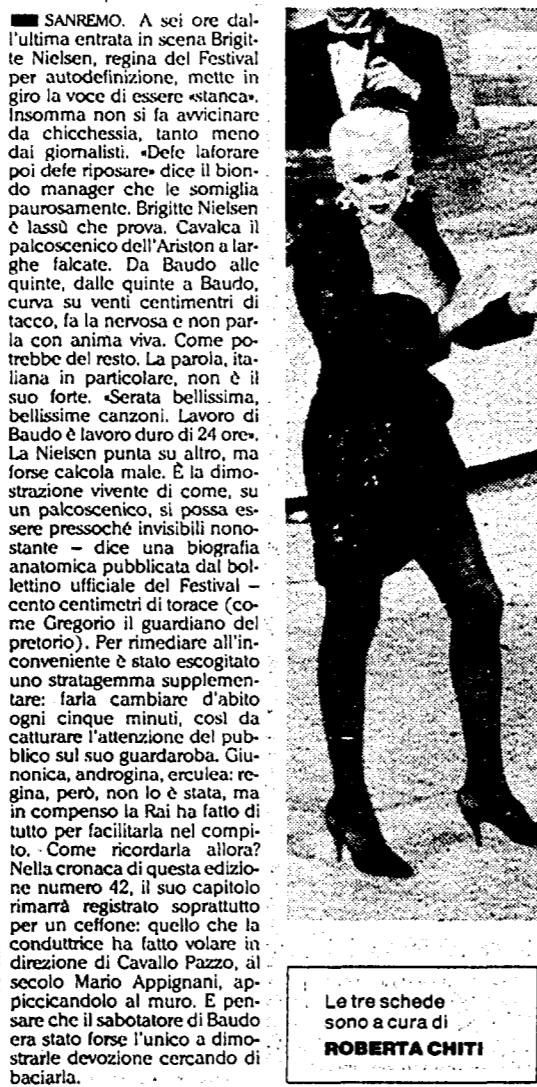 SANREMO. A sei ore dal-
l'ultima entrata in scena Brigit-
te Nielsen, regina del Festival
per autodefinizione, mette in
giro la voce di essere «stanca».
Insomma non si fa avvicinare
da chicchessia, tanto meno
dai giornalisti. «Defe laforare
poi defe riposare» dice il bion-
do manager che le somiglia
paurosamente. Brigitte Nielsen
è lassù che prova. Cavalca il
palcoscenico dell'Ariston a lar-
ghe falcate. Da Baudo alle
quinte, dalle quinte a Baudo,
curva su venti centimentri di
tacco, fa la nervosa e non par-
la con anima viva. Come po-
trebbe del resto. La parola, ita-
liana in particolare, non è il
suo forte. «Serata bellissima,
bellissime canzoni. Lavoro di
Baudo è lavoro duro di 24 ore».
La Nielsen punta su altro, ma
forse calcola male. È la dimo-
strazione vivente di come, su
un palcoscenico, si possa es-
sere pressoché invisibili nono-
stante – dice una biografia
anatomica pubblicata dal bol-
lettino ufficiale del Festival –
cento centimetri di torace (co-
me Gregorio il guardiano del
pretorio). Per rimediare all'in-
conveniente è stato escogitato
uno stratagemma supplemen-
tare: farla cambiare d'abito
ogni cinque minuti, così da
catturare l'attenzione del pub-
blico sul suo guardaroba. Giu-
nonica, androgina, erculea: re-
gina, però, non lo è stata, ma
in compenso la Rai ha fatto di
tutto per facilitarla nel compi-
to. Come ricordarla allora?
Nella cronaca di questa edizio-
ne numero 42, il suo capitolo
rimarrà registrato soprattutto
per un ceffone: quello che la
conduttrice ha fatto volare in
direzione di Cavallo Pazzo, al
secolo Mario Appignani, ap-
piccicandolo al muro. E pen-
sare che il sabotatore di Baudo
era stato forse l'unico a dimo-
strarle devozione cercando di
baciarla.
Le tre schede
sono a cura di
ROBERTA CHITI